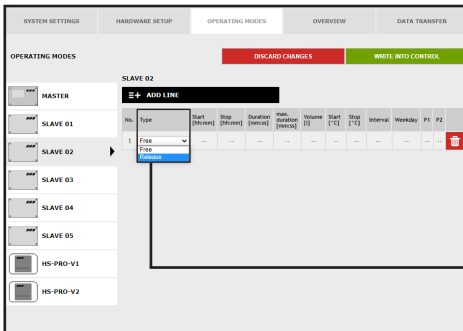 SYSTEM SETTINGS HARDWARE SETUP OPERATING MODES OVERVIEW DATA TRANSFER
OPERATING MODES DISCARD CHANGES WRITE INTO CONTROL
SLAVE 02
ADD LINE
MASTER
SLAVE 01
SLAVE 02
SLAVE 03
SLAVE 04
SLAVE 05
HS-PRO-V1
HS-PRO-V2
No. Type Start [hh:mm] Stop [hh:mm] Duration [mm:ss] max. duration [mm:ss] Volume [l] Start [°C] Stop [°C] Interval Weekday P1 P2
1 Free -- -- -- -- -- -- -- -- -- -- --
Free
Release